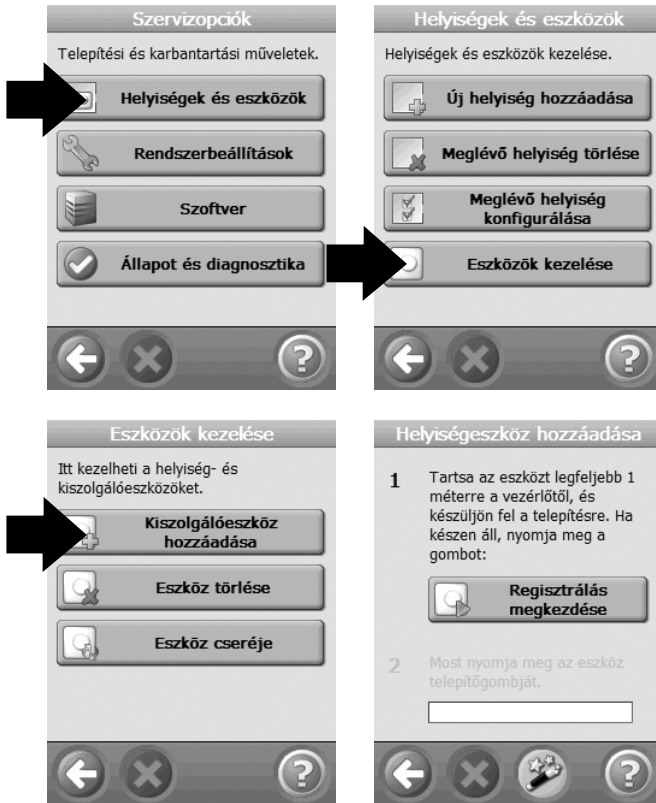 Szervizopciók
Telepítési és karbantartási műveletek.
Helyiségek és eszközök
Rendszerbeállítások
Szoftver
Állapot és diagnosztika
Helyiségek és eszközök
Helyiségek és eszközök kezelése.
Új helyiség hozzáadása
Meglévő helyiség törlése
Meglévő helyiség
konfigurálása
Eszközök kezelése
Eszközök kezelése
Itt kezelheti a helyiség- és
kiszolgálóeszközöket.
Kiszolgálóeszköz
hozzáadása
Eszköz törlése
Eszköz cseréje
Helyiségeszköz hozzáadása
1 Tartsa az eszközt legfeljebb 1
méterre a vezérlőtől, és
készüljön fel a telepítésre. Ha
készen áll, nyomja meg a
gombot:
Regisztrálás
megkezdése
2 Most nyomja meg az eszköz
telepítőgombját.